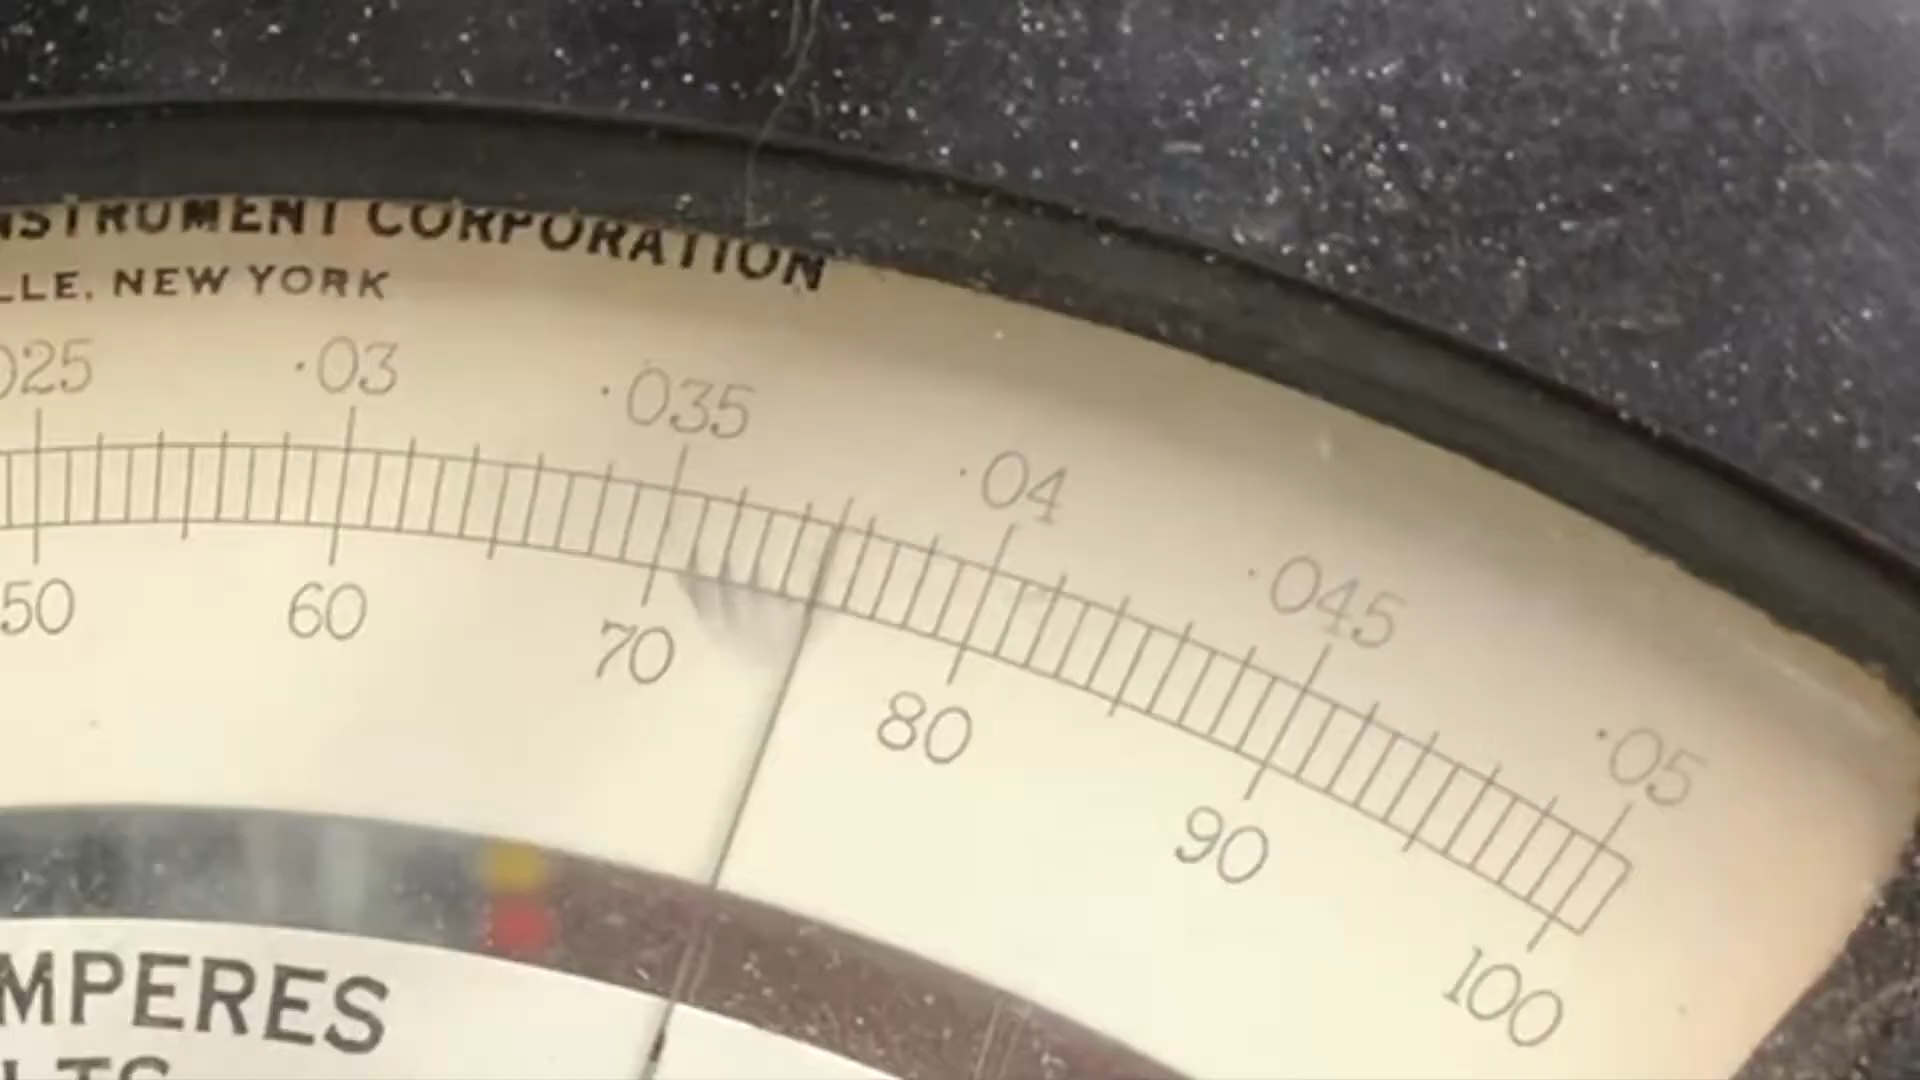 NSTRUMENT CORPORATION
LLE, NEW YORK
025 .03 .035 .04 .045 .05
50 60 70 80 90 100
MPERES
LTS